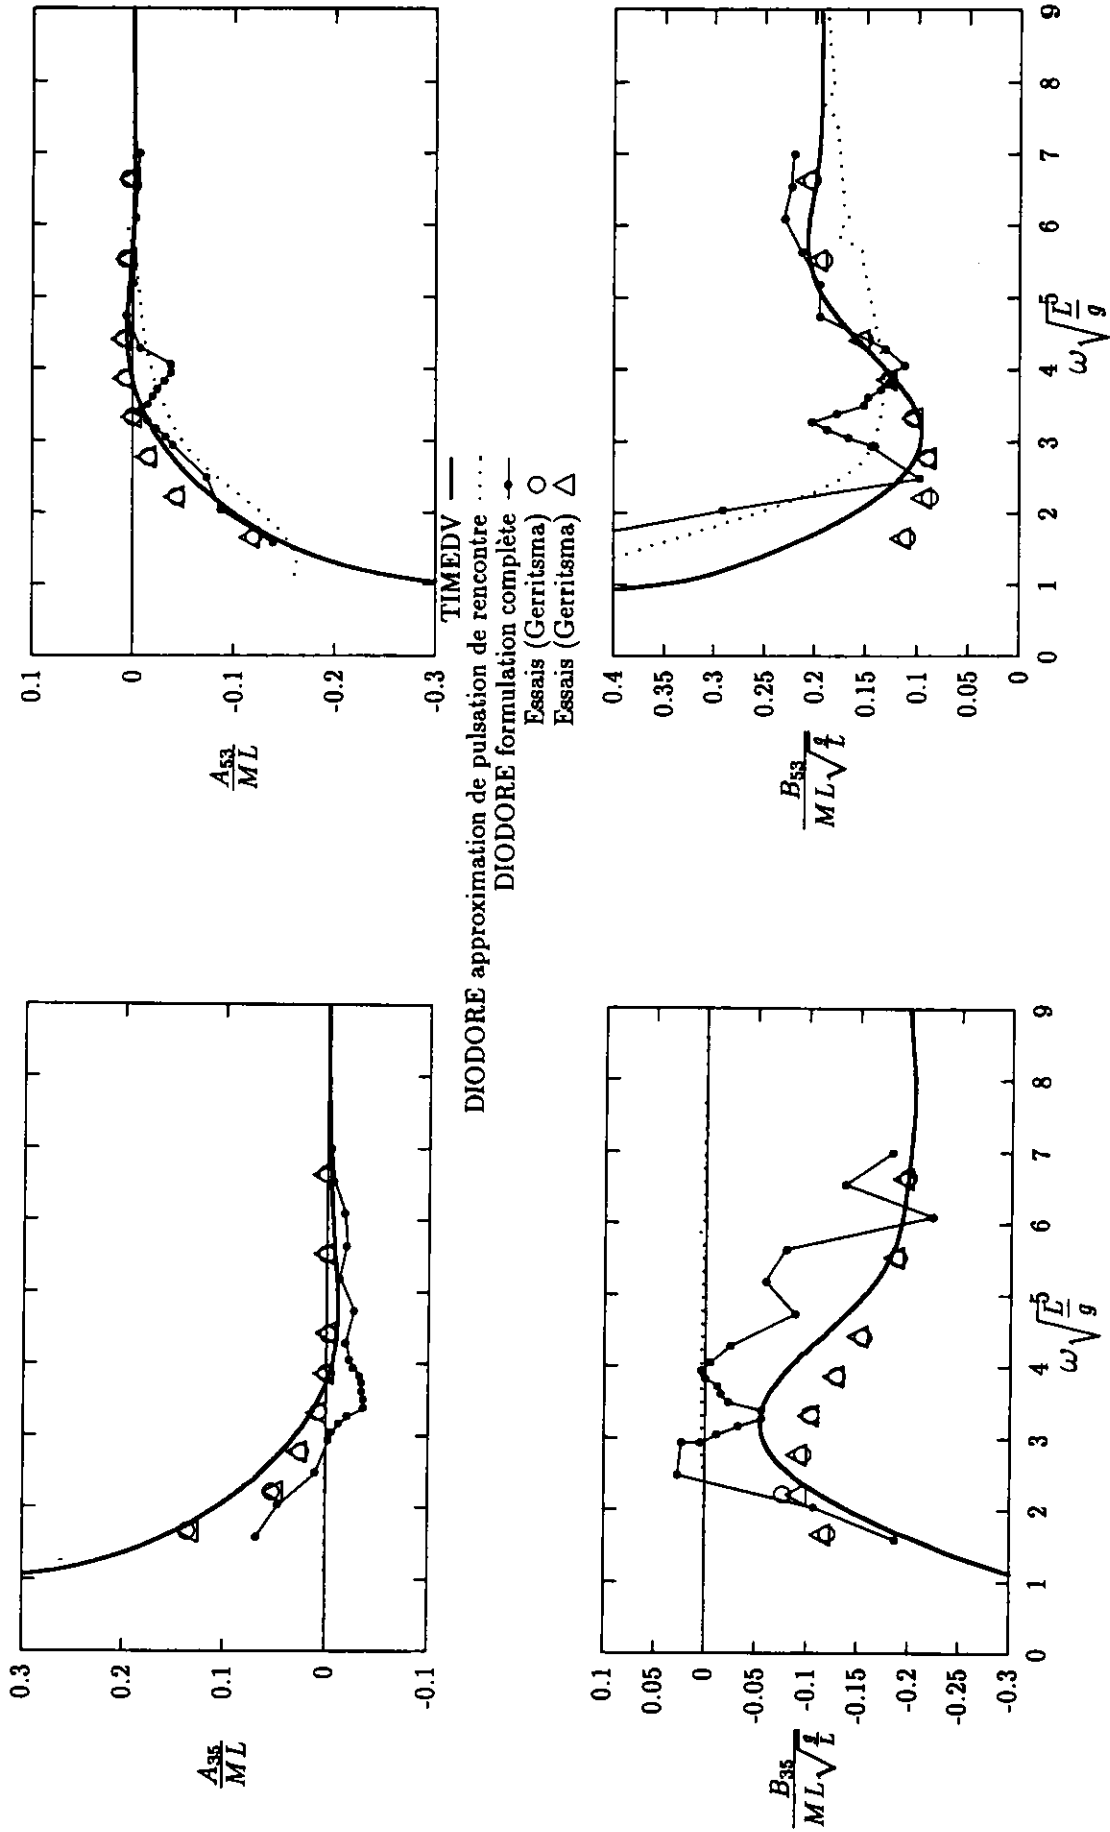 0.3
0.2
0.1
0
-0.1
A₃₅
ML
0.1
0
-0.1
-0.2
-0.3
A₅₃
ML
TIMEDV
DIODORE approximation de pulsation de rencontre
DIODORE formulation complète
Essais (Gerritsma)
Essais (Gerritsma)
0.1
0.05
0
-0.05
-0.1
-0.15
-0.2
-0.25
-0.3
B₃₅
ML√g/L
0 1 2 3 4 5 6 7 8 9
ω√L/g
0.4
0.35
0.3
0.25
0.2
0.15
0.1
0.05
0
B₅₃
ML√g/L
0 1 2 3 4 5 6 7 8 9
ω√L/g